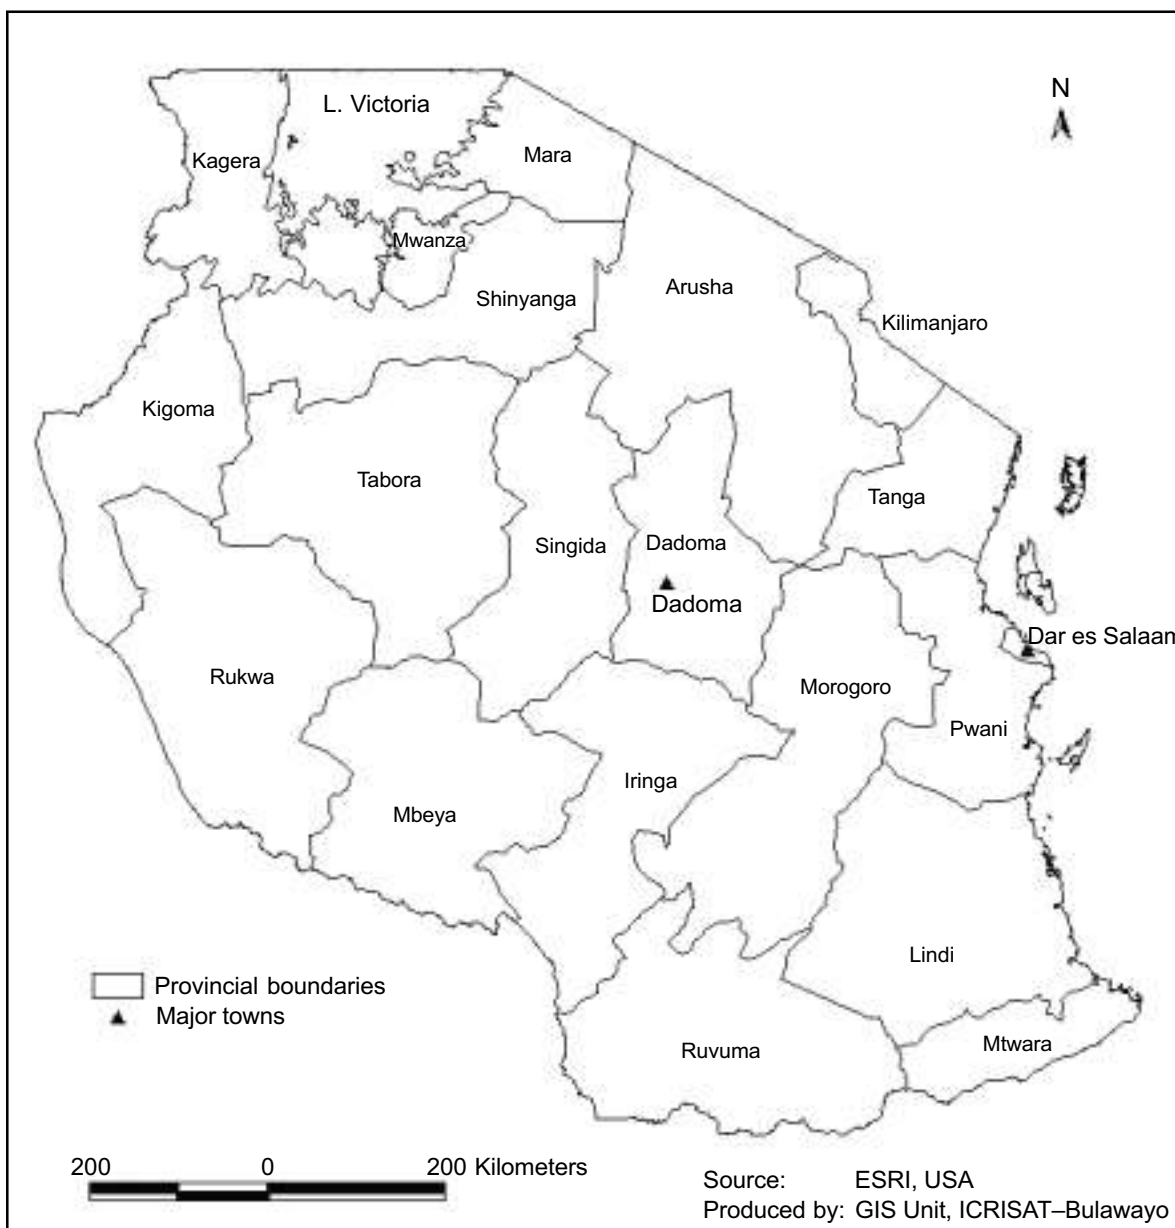 N
L. Victoria
Kagera
Mara
Mwanza
Shinyanga
Arusha
Kilimanjaro
Kigoma
Tabora
Singida
Dadoma
Dadoma
Tanga
Dar es Salaam
Rukwa
Morogoro
Pwani
Iringa
Mbeya
Lindi
Provincial boundaries
Major towns
Ruvuma
Mtwara
200 0 200 Kilometers
Source: ESRI, USA
Produced by: GIS Unit, ICRISAT–Bulawayo